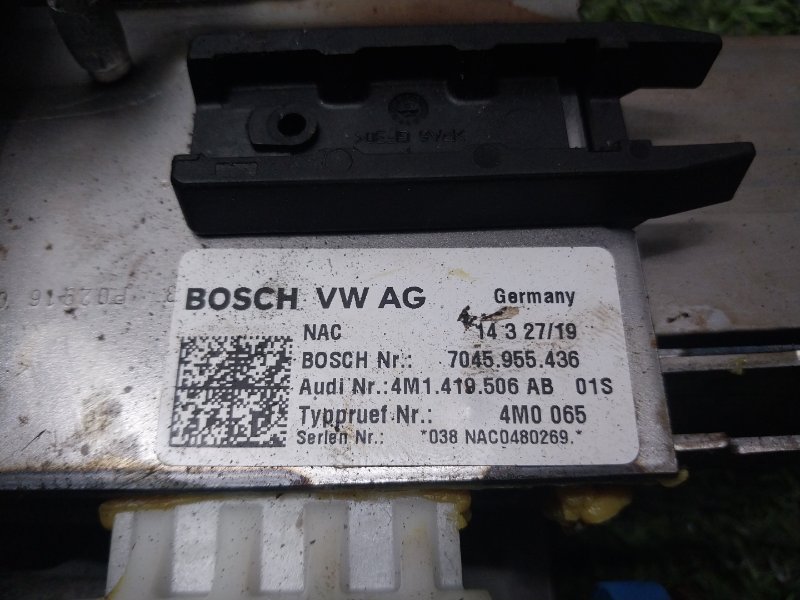 BOSCH VW AG Germany
NAC 14 3 27/19
BOSCH Nr.: 7045.955.436
Audi Nr.: 4M1.419.506 AB 01S
Typpruef Nr.: 4M0 065
Serien Nr.: *038 NAC0480269.*